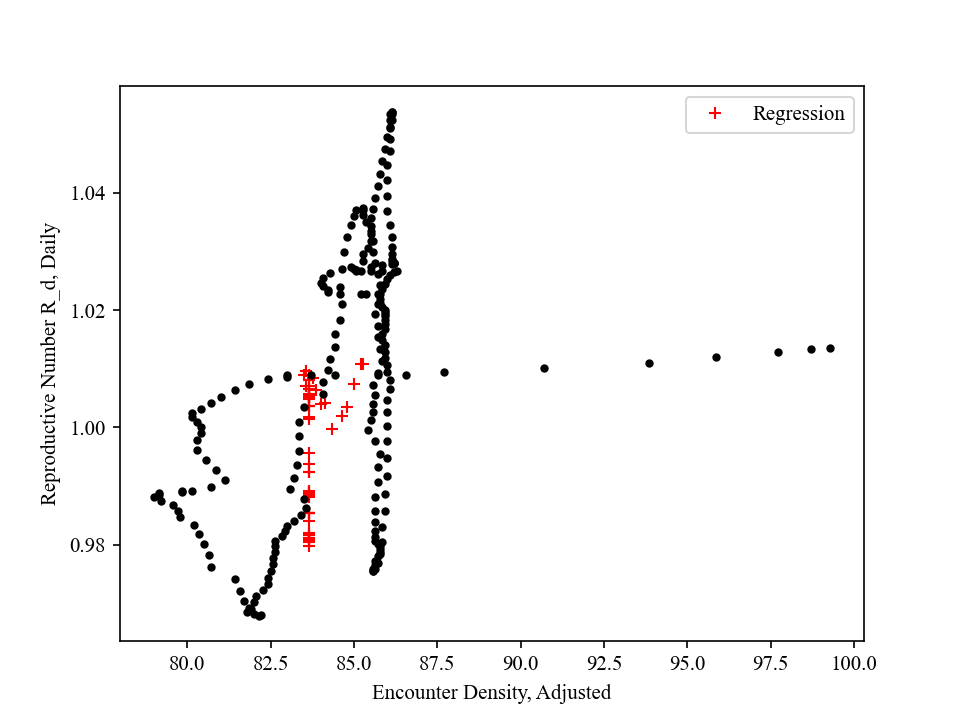 Regression
Reproductive Number R_d, Daily
1.04
1.02
1.00
0.98
80.0 82.5 85.0 87.5 90.0 92.5 95.0 97.5 100.0
Encounter Density, Adjusted